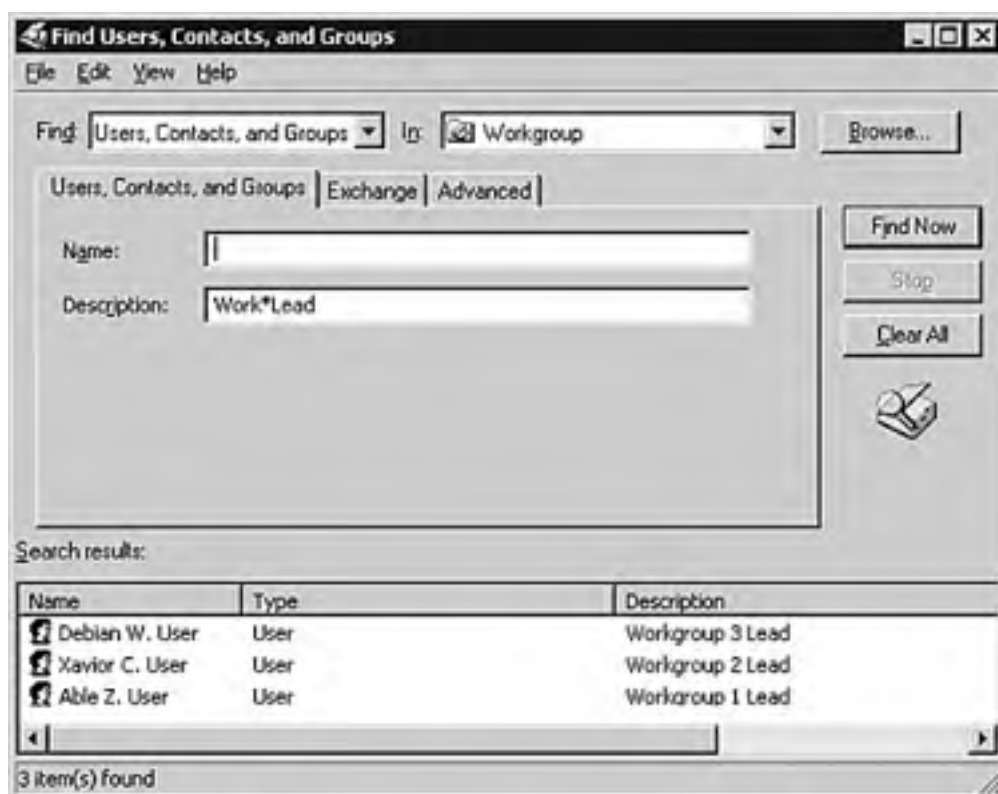 Find Users, Contacts, and Groups
File Edit View Help
Find: Users, Contacts, and Groups In: Workgroup Browse...
Users, Contacts, and Groups Exchange Advanced
Name:
Description: Work*Lead
Find Now
Stop
Clear All
Search results:
Name Type Description
Debian W. User User Workgroup 3 Lead
Xavior C. User User Workgroup 2 Lead
Able Z. User User Workgroup 1 Lead
3 item(s) found